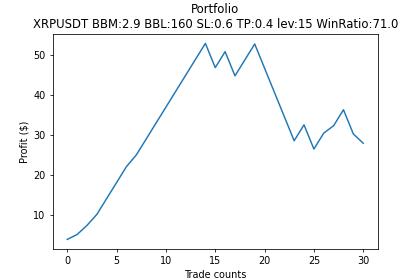 Portfolio
XRPUSDT BBM:2.9 BBL:160 SL:0.6 TP:0.4 lev:15 WinRatio:71.0
50
40
30
20
10
Profit ($)
0 5 10 15 20 25 30
Trade counts